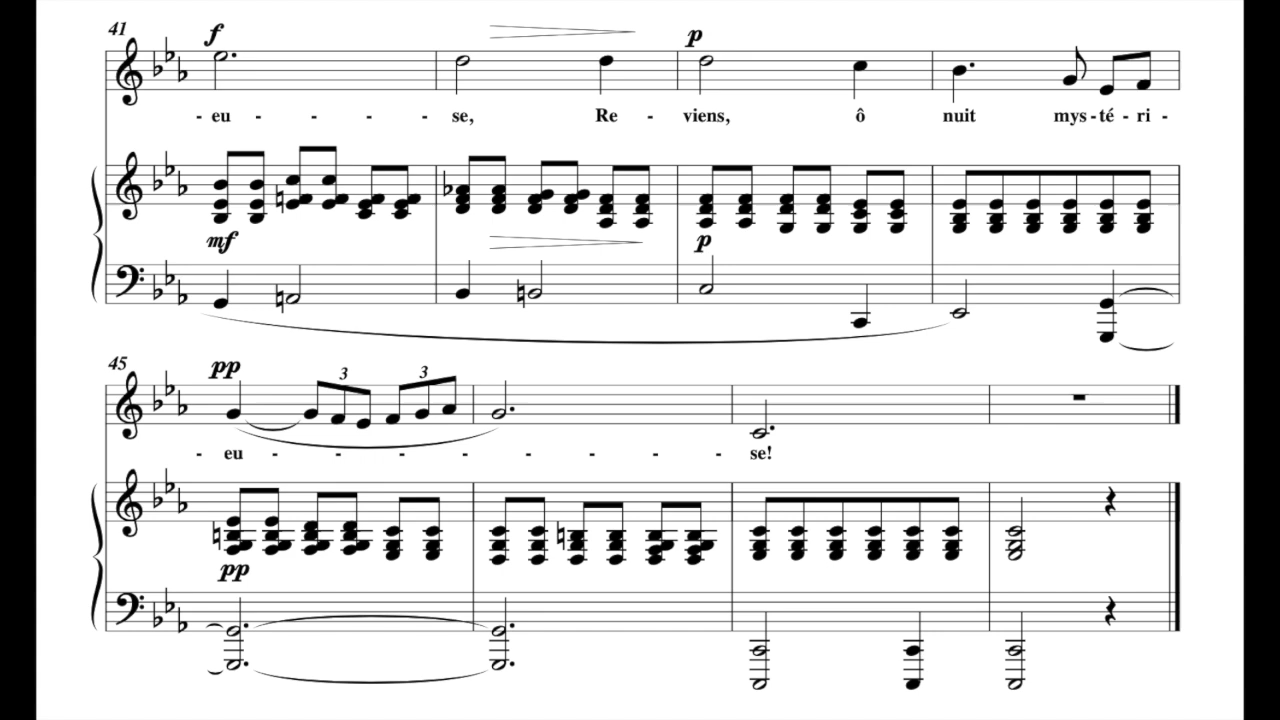 41
f
- eu - - - - se, Re - viens, ô nuit mys - té - ri -
p
mf
p
45
pp
3 3
- eu - - - - - - - - se!
pp